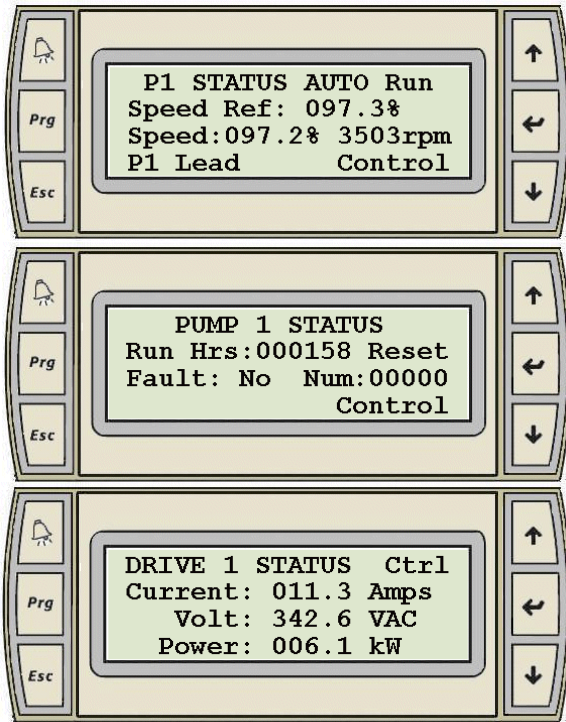 P1 STATUS AUTO Run
Speed Ref: 097.3%
Speed:097.2% 3503rpm
P1 Lead Control
Prg
Esc
PUMP 1 STATUS
Run Hrs:000158 Reset
Fault: No Num:00000
Control
Prg
Esc
DRIVE 1 STATUS Ctrl
Current: 011.3 Amps
Volt: 342.6 VAC
Power: 006.1 kW
Prg
Esc